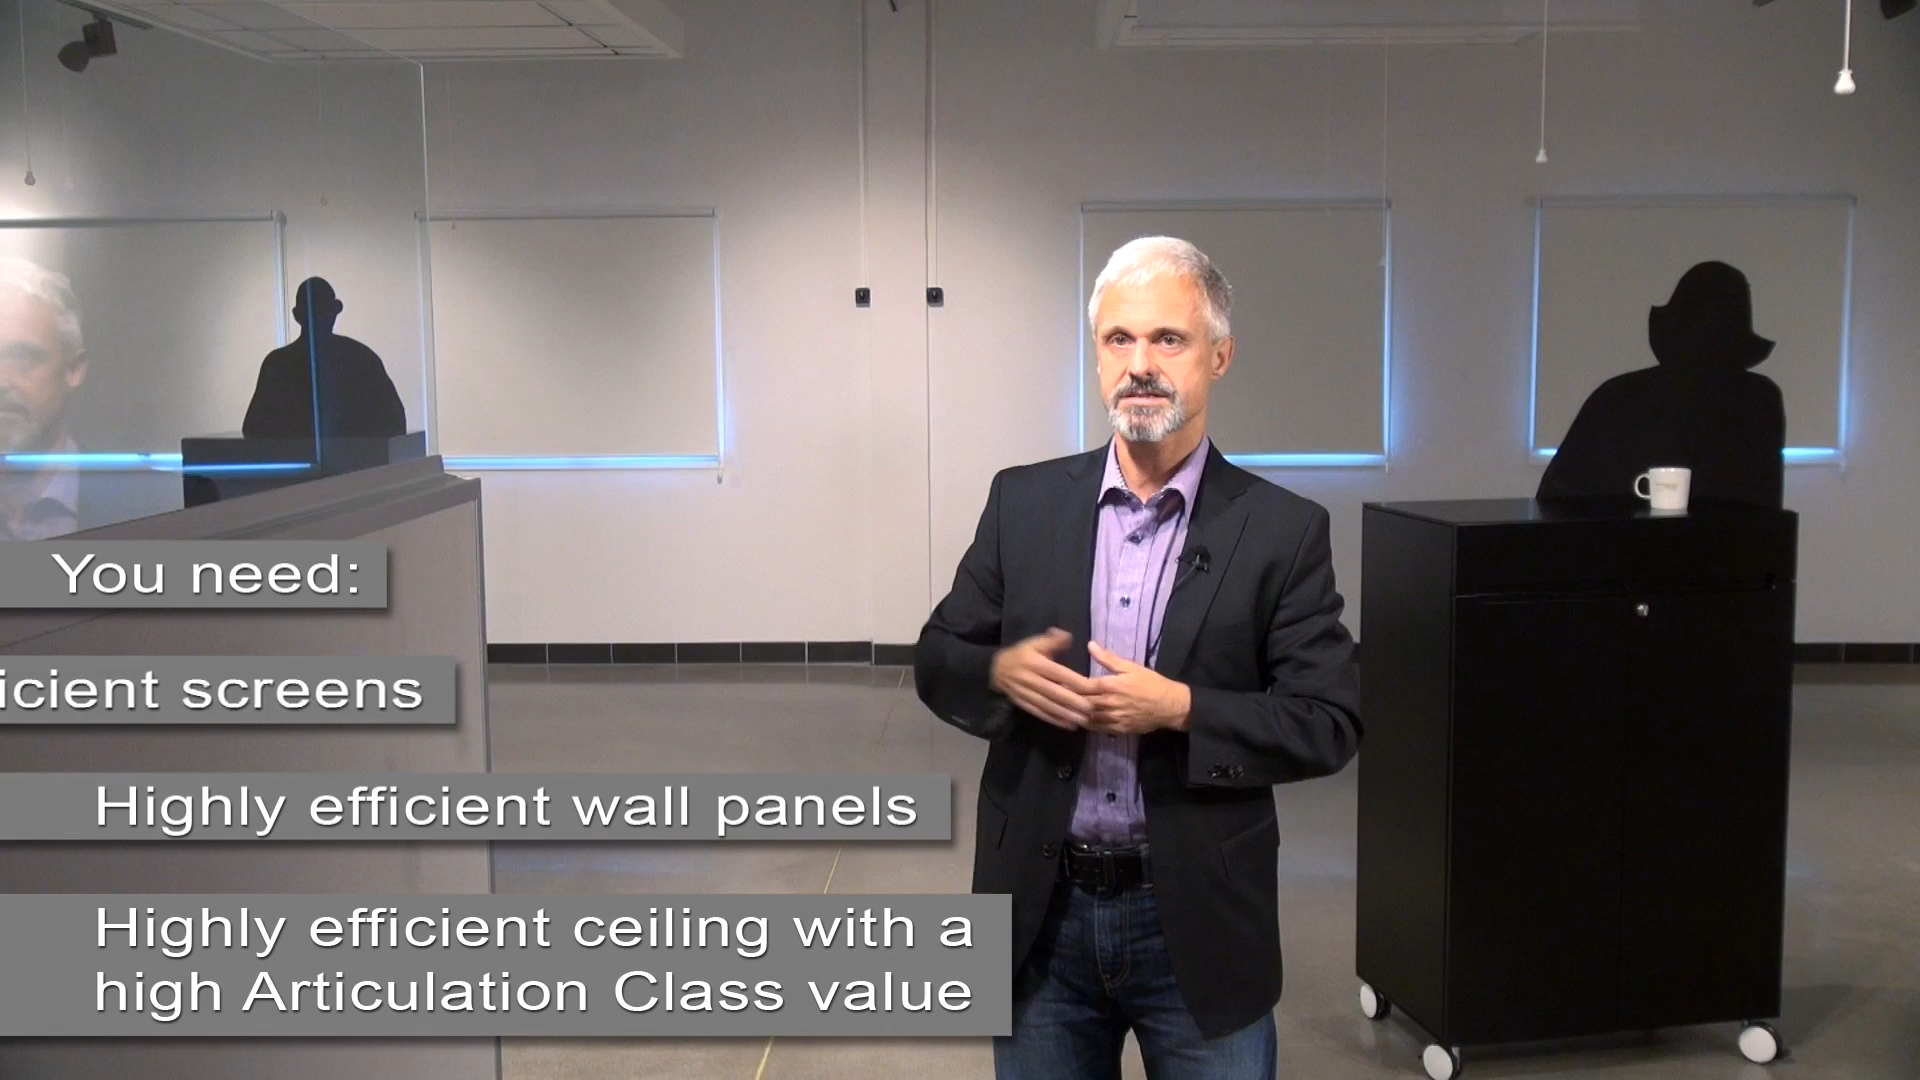 You need:
icient screens
Highly efficient wall panels
Highly efficient ceiling with a
high Articulation Class value